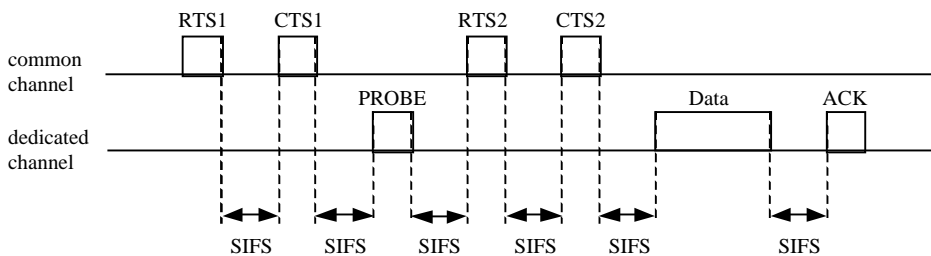 RTS1 CTS1 RTS2 CTS2
common
channel
PROBE Data ACK
dedicated
channel
SIFS SIFS SIFS SIFS SIFS SIFS